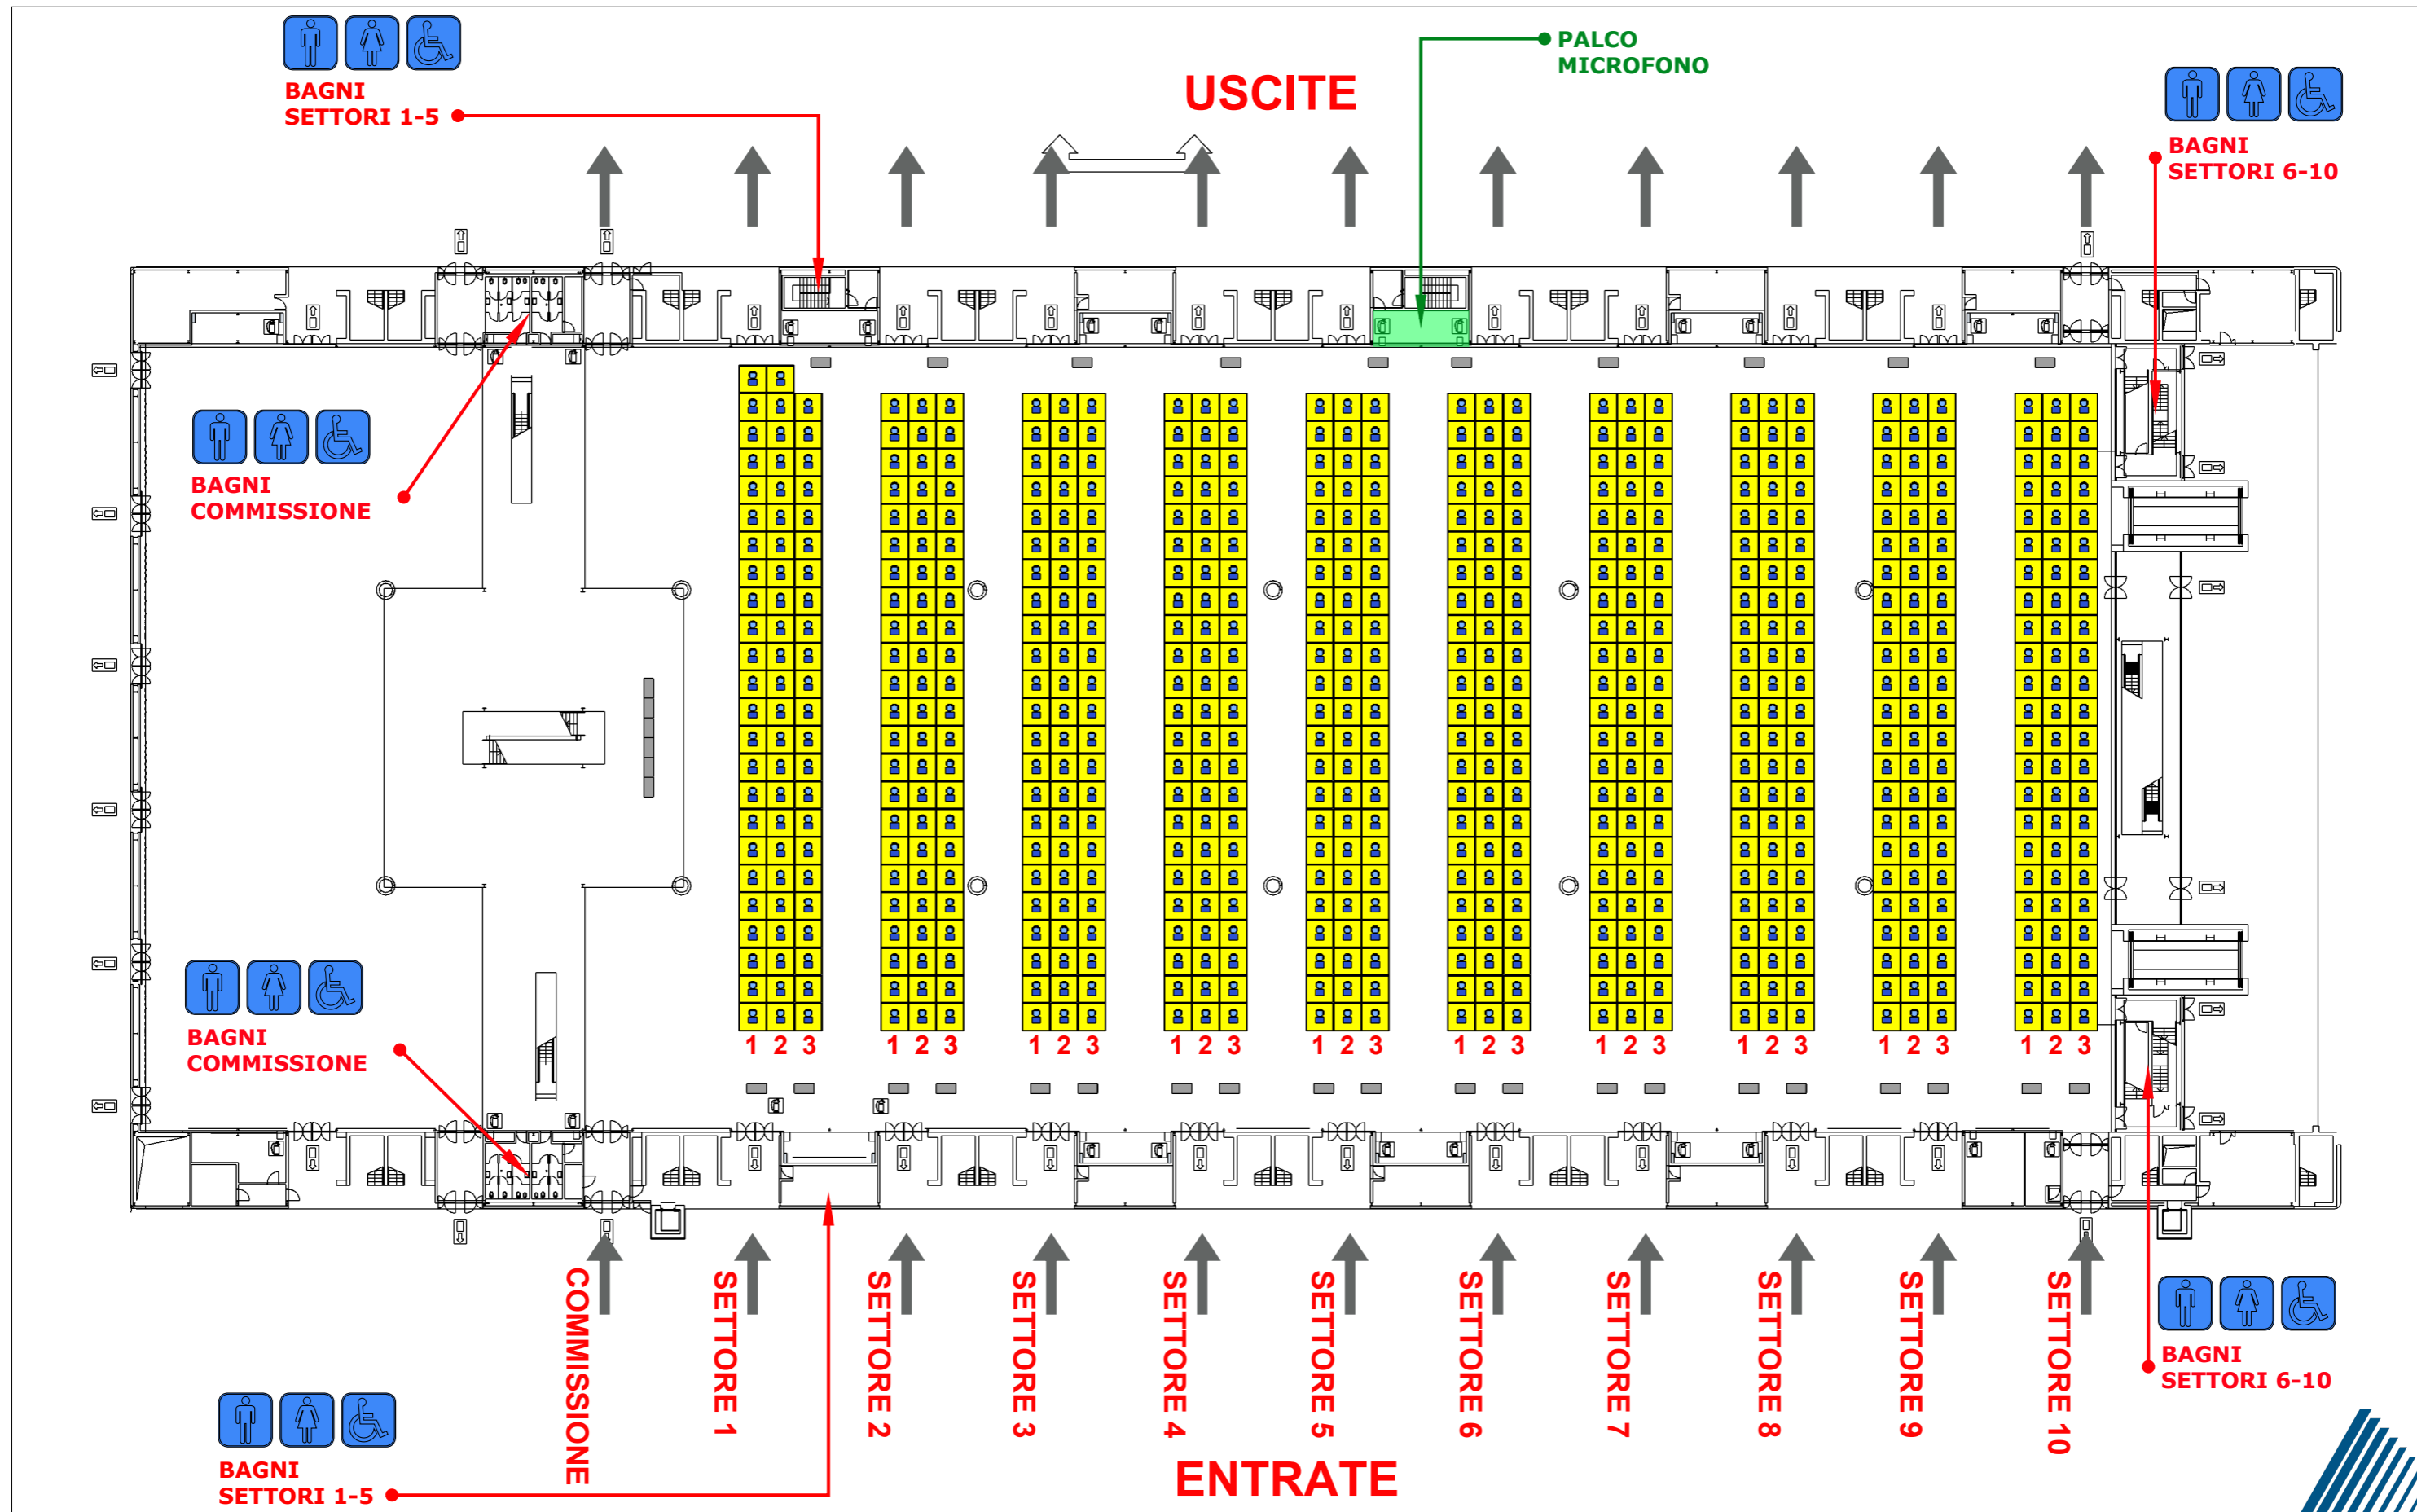 BAGNI
SETTORI 1-5
USCITE
PALCO
MICROFONO
BAGNI
SETTORI 6-10
BAGNI
COMMISSIONE
BAGNI
COMMISSIONE
1 2 3 1 2 3 1 2 3 1 2 3 1 2 3 1 2 3 1 2 3 1 2 3 1 2 3 1 2 3
COMMISSIONE
SETTORE 1
SETTORE 2
SETTORE 3
SETTORE 4
SETTORE 5
SETTORE 6
SETTORE 7
SETTORE 8
SETTORE 9
SETTORE 10
BAGNI
SETTORI 6-10
BAGNI
SETTORI 1-5
ENTRATE